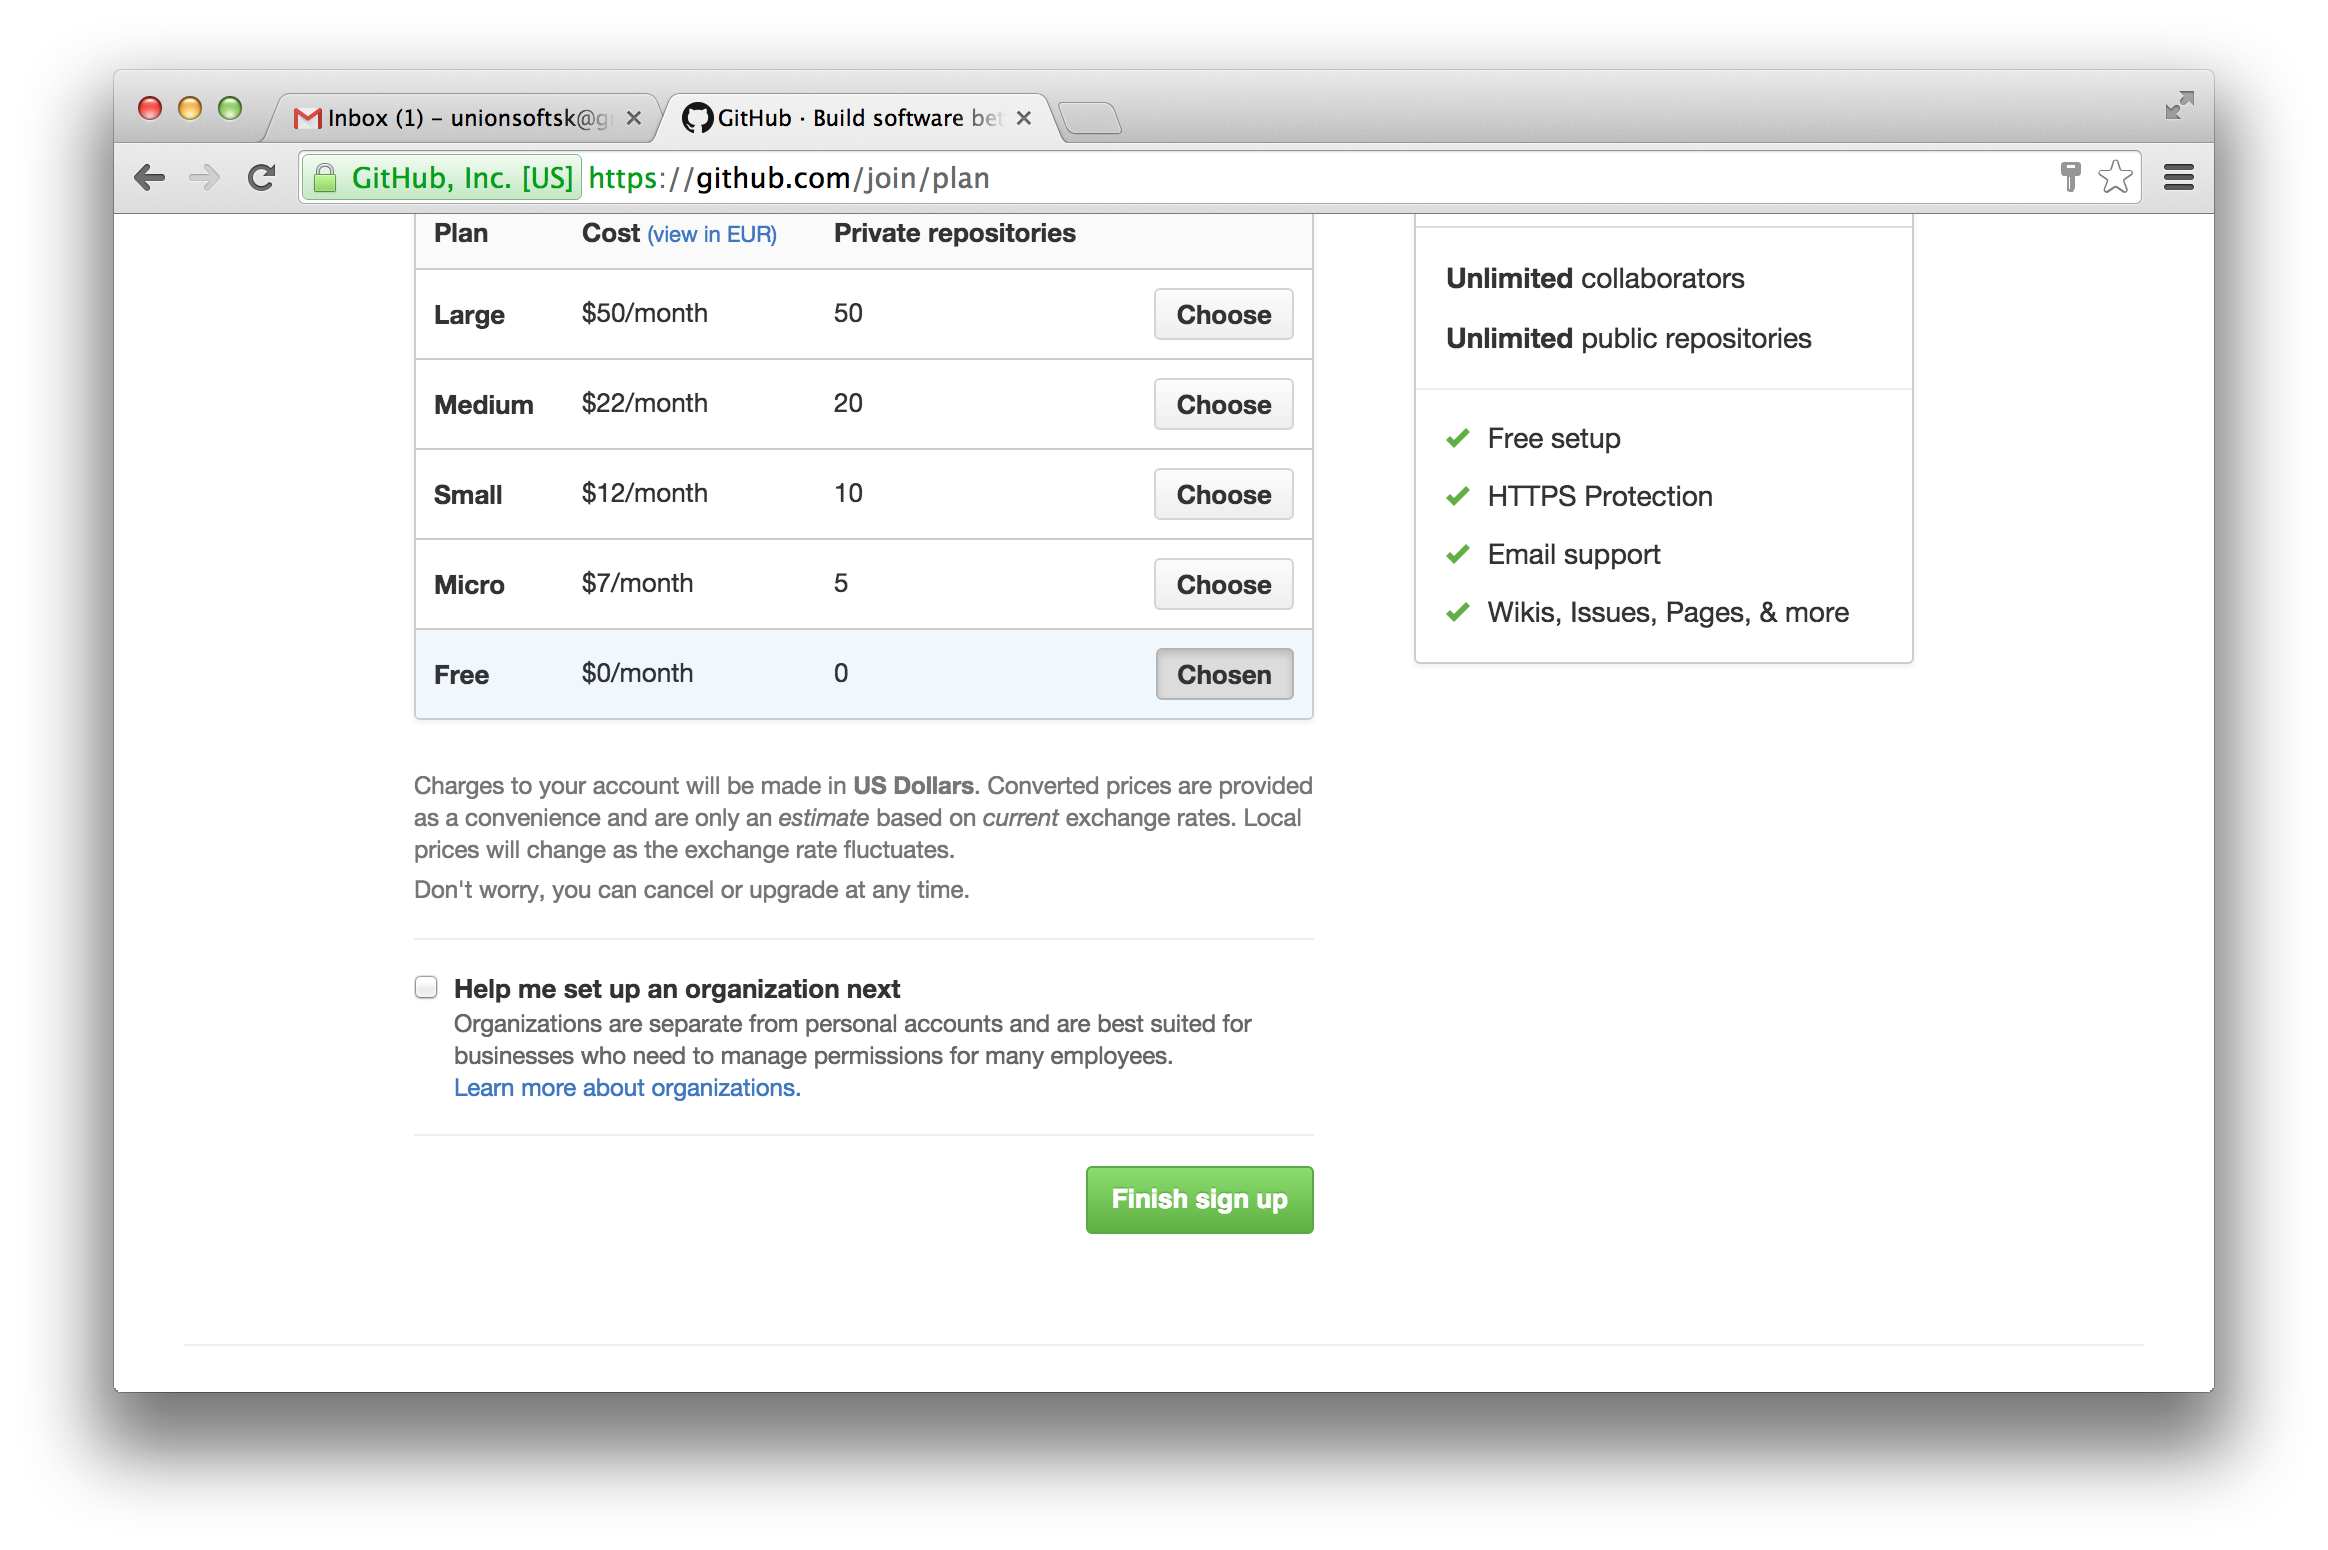 Inbox (1) – unionsoftsk@g
GitHub · Build software bet
GitHub, Inc. [US] https://github.com/join/plan
Plan Cost (view in EUR) Private repositories
Large $50/month 50 Choose
Medium $22/month 20 Choose
Small $12/month 10 Choose
Micro $7/month 5 Choose
Free $0/month 0 Chosen
Charges to your account will be made in US Dollars. Converted prices are provided
as a convenience and are only an estimate based on current exchange rates. Local
prices will change as the exchange rate fluctuates.
Don't worry, you can cancel or upgrade at any time.
Help me set up an organization next
Organizations are separate from personal accounts and are best suited for
businesses who need to manage permissions for many employees.
Learn more about organizations.
Finish sign up
Unlimited collaborators
Unlimited public repositories
Free setup
HTTPS Protection
Email support
Wikis, Issues, Pages, & more